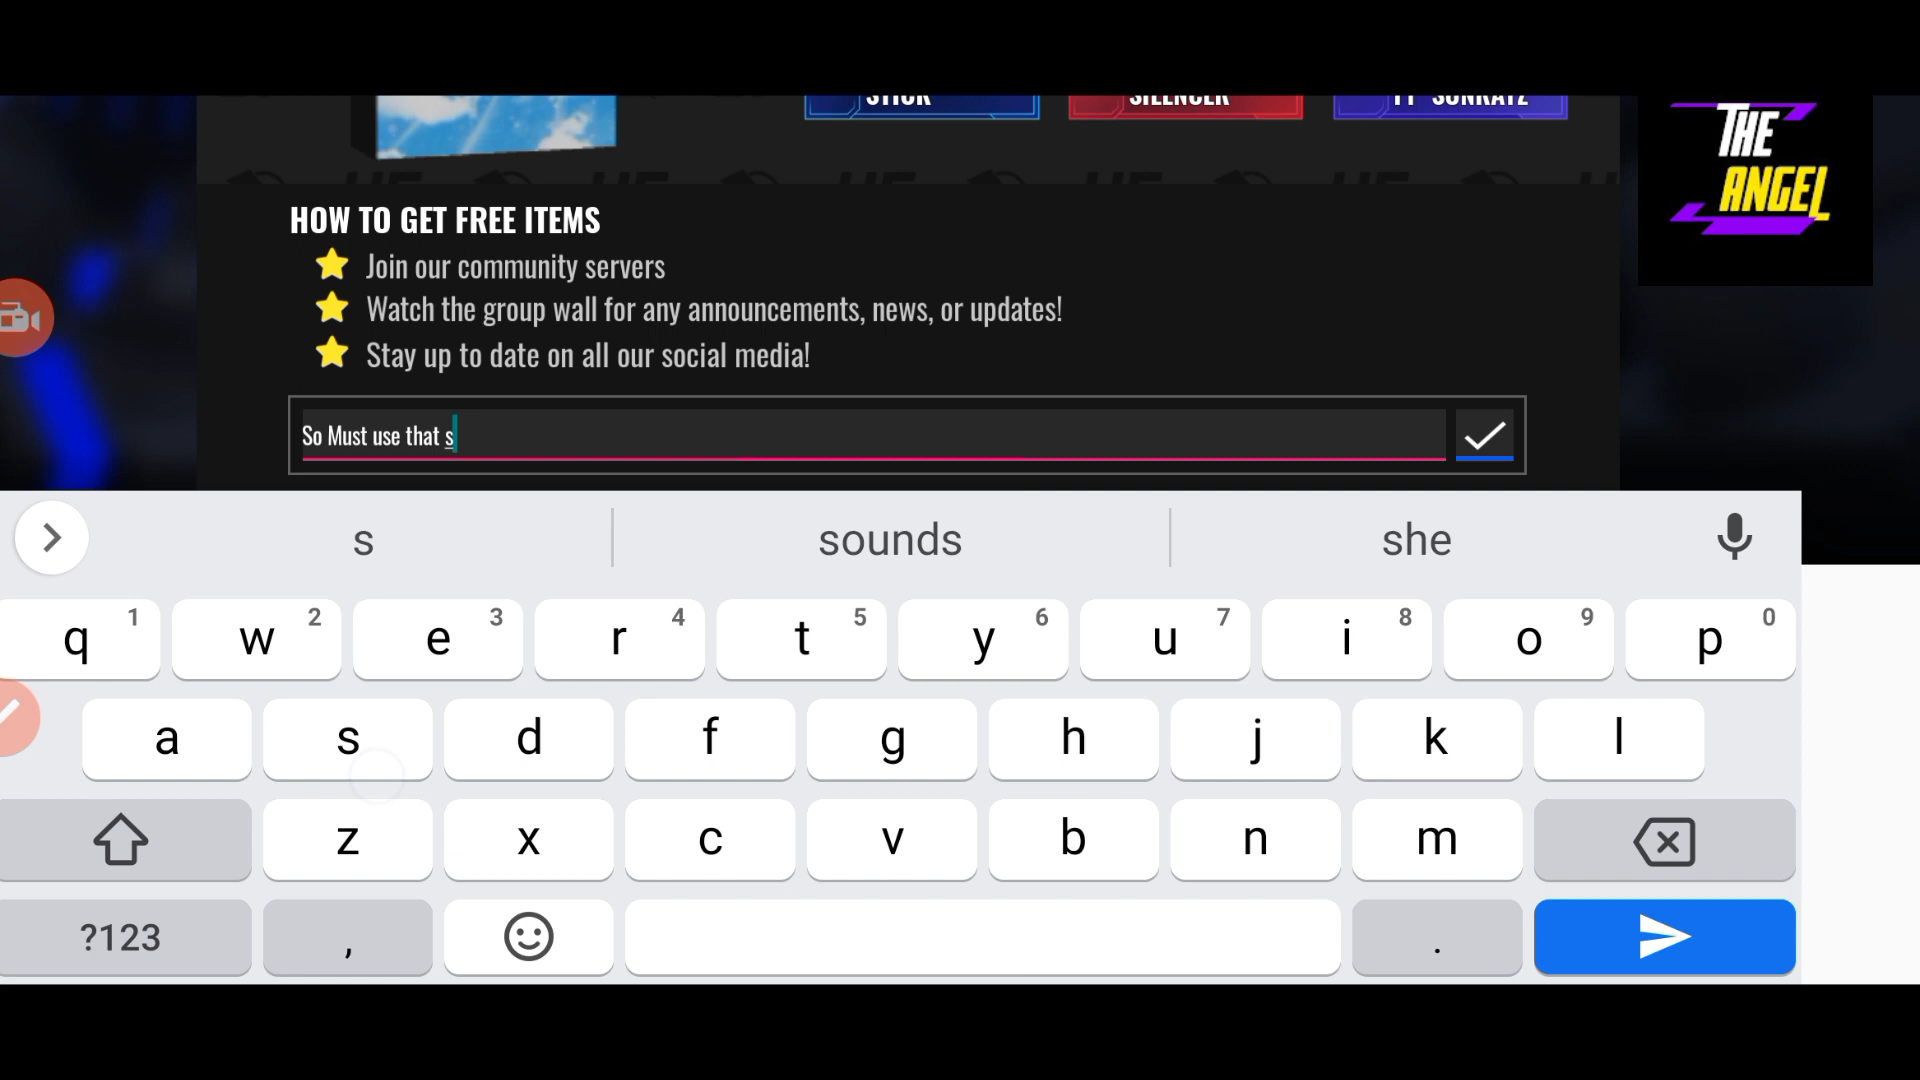 STICK SILENCER
THE
ANGEL
HOW TO GET FREE ITEMS
Join our community servers
Watch the group wall for any announcements, news, or updates!
Stay up to date on all our social media!
So Must use that s
s sounds she
q 1 w 2 e 3 r 4 t 5 y 6 u 7 i 8 o 9 p 0
a s d f g h j k l
z x c v b n m
?123 , .